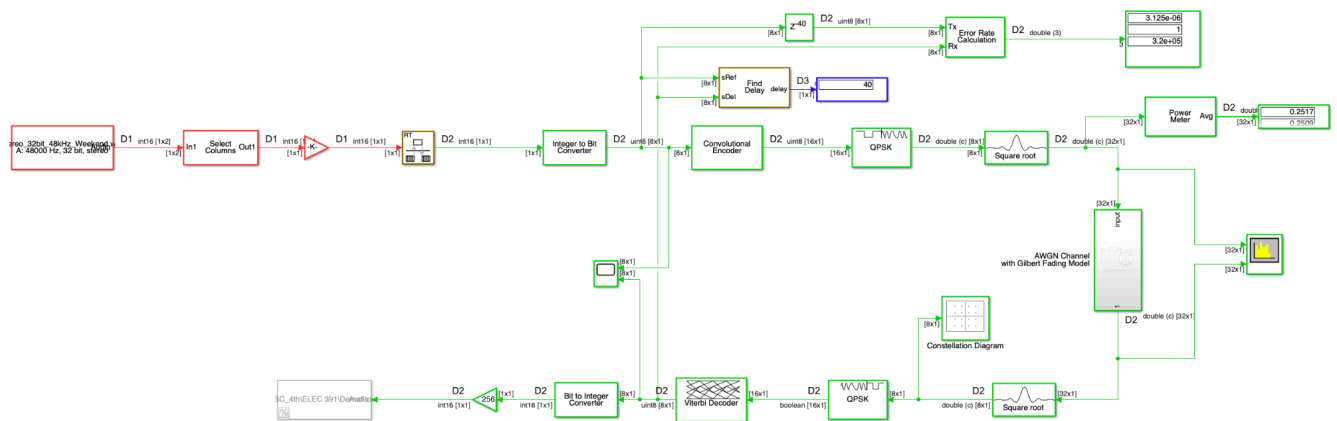 D2 uint8 [8x1]
Z-40
[8x1]
[8x1]
Tx
Rx
Error Rate
Calculation
D2 double (3)
3.125e-06
1
3.2e+05
sRef
sDel
[8x1]
[8x1]
Find
Delay
delay
D3
[1x1]
40
48kHz
A: 48000 Hz, 32 bit, stereo
D1
int16 [1x2]
[1x2]
In1
Select
Columns
Out1
D1
[1x1]
-K-
D1
int16 [1x1]
[1x1]
RT
D2
int16 [1x1]
[1x1]
Integer to Bit
Converter
D2
uint8 [8x1]
[8x1]
Convolutional
Encoder
D2
uint8 [16x1]
[16x1]
QPSK
D2
double (c) [8x1]
[8x1]
Square root
D2
double (c) [32x1]
[32x1]
Power
Meter
Avg
D2
[32x1]
0.2517
[32x1]
input
AWGN Channel
with Gilbert Fading Model
D2
double (c) [32x1]
[32x1]
[32x1]
[8x1]
[8x1]
[8x1]
Constellation Diagram
D2
int16 [1x1]
256
[1x1]
D2
int16 [1x1]
Bit to Integer
Converter
[8x1]
D2
uint8 [8x1]
Viterbi Decoder
[16x1]
D2
boolean [16x1]
QPSK
[8x1]
D2
double (c) [8x1]
Square root
[32x1]